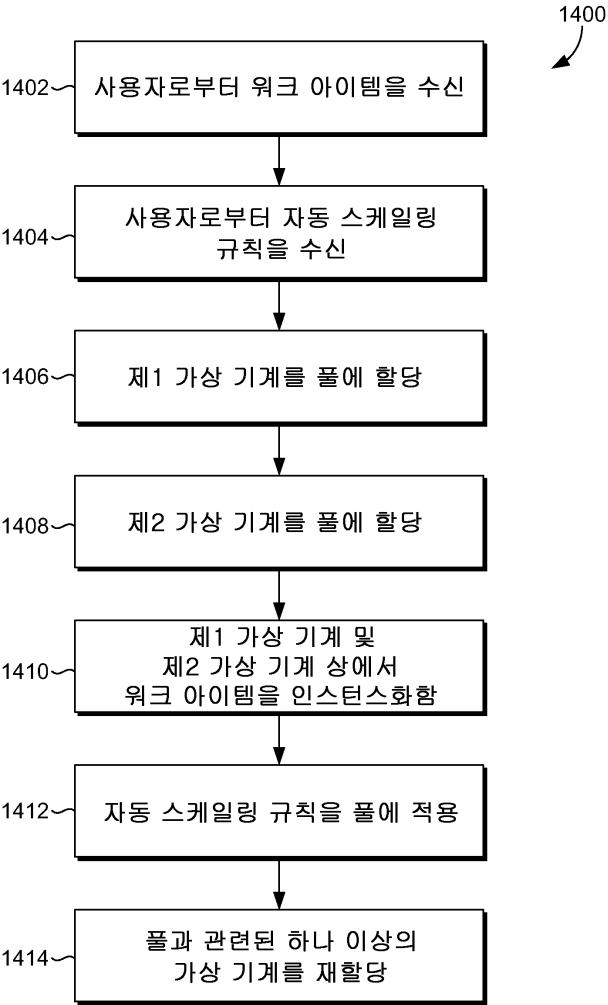 1400
1402
사용자로부터 워크 아이템을 수신
1404
사용자로부터 자동 스케일링
규칙을 수신
1406
제1 가상 기계를 풀에 할당
1408
제2 가상 기계를 풀에 할당
1410
제1 가상 기계 및
제2 가상 기계 상에서
워크 아이템을 인스턴스화함
1412
자동 스케일링 규칙을 풀에 적용
1414
풀과 관련된 하나 이상의
가상 기계를 재할당